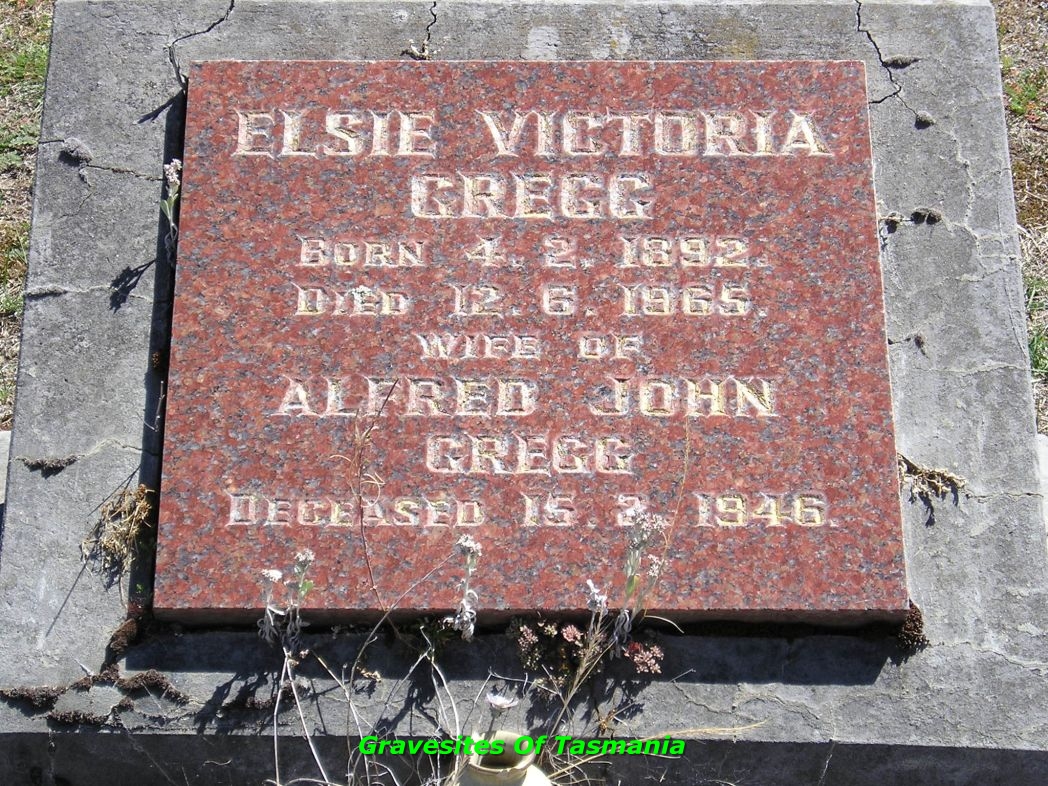 ELSIE VICTORIA
GREGG
BORN 4. 2. 1892.
DIED 12. 6. 1965.
WIFE OF
ALFRED JOHN
GREGG
DECEASED 15. 1946.
Gravesites Of Tasmania